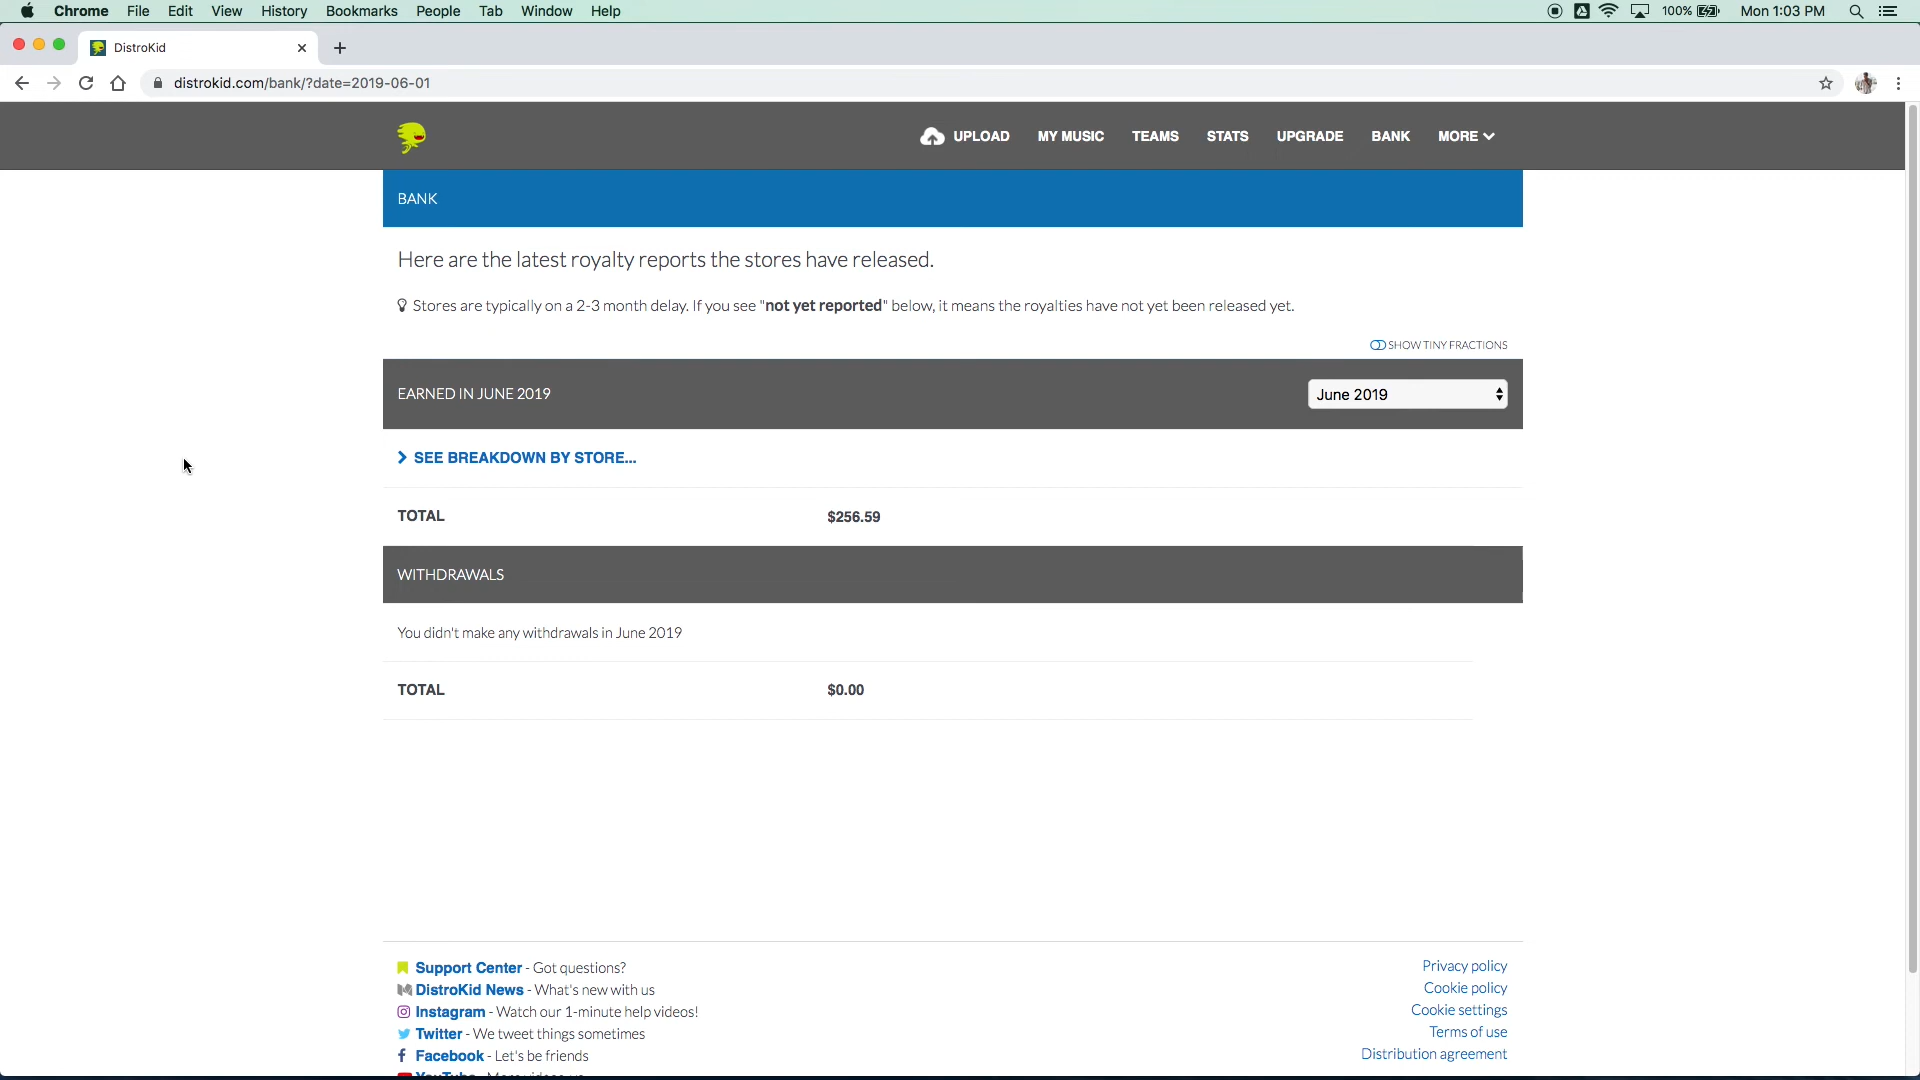 Chrome File Edit View History Bookmarks People Tab Window Help 100% Mon 1:03 PM
DistroKid
distrokid.com/bank/?date=2019-06-01
UPLOAD MY MUSIC TEAMS STATS UPGRADE BANK MORE
BANK
Here are the latest royalty reports the stores have released.
Stores are typically on a 2-3 month delay. If you see "not yet reported" below, it means the royalties have not yet been released yet.
SHOW TINY FRACTIONS
EARNED IN JUNE 2019 June 2019
SEE BREAKDOWN BY STORE...
TOTAL $256.59
WITHDRAWALS
You didn't make any withdrawals in June 2019
TOTAL $0.00
Support Center - Got questions?
DistroKid News - What's new with us
Instagram - Watch our 1-minute help videos!
Twitter - We tweet things sometimes
Facebook - Let's be friends
YouTube
Privacy policy
Cookie policy
Cookie settings
Terms of use
Distribution agreement